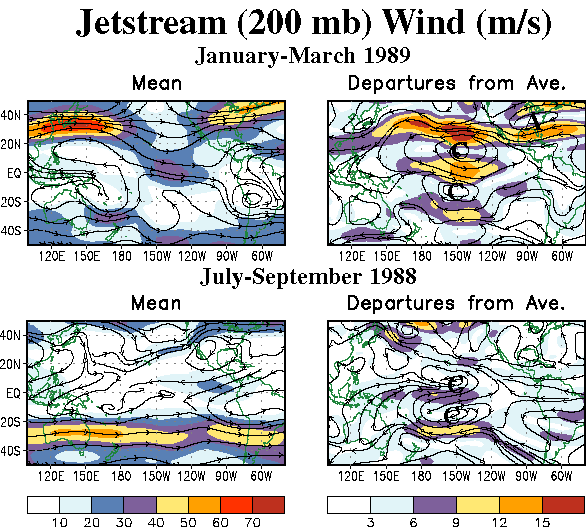 Jetstream (200 mb) Wind (m/s)
January-March 1989
Mean Departures from Ave.
40N
20N
EQ
20S
40S
C
C
A
120E 150E 180 150W 120W 90W 60W 120E 150E 180 150W 120W 90W 60W
July-September 1988
Mean Departures from Ave.
40N
20N
EQ
20S
40S
C
C
120E 150E 180 150W 120W 90W 60W 120E 150E 180 150W 120W 90W 60W
10 20 30 40 50 60 70 3 6 9 12 15